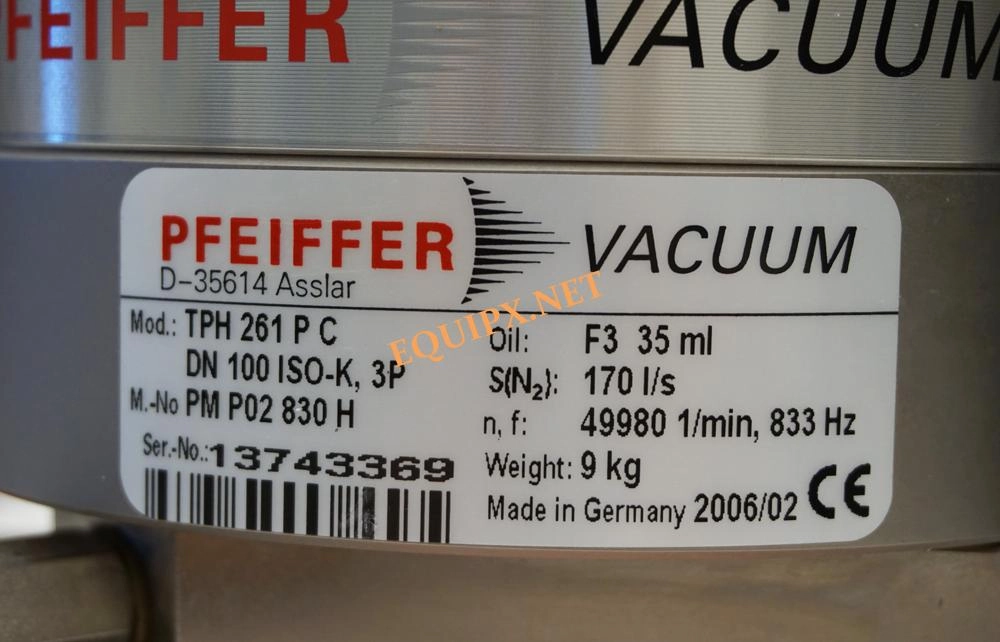 PFEIFFER VACUUM
PFEIFFER VACUUM
D-35614 Asslar
Mod.: TPH 261 P C
DN 100 ISO-K, 3P
M.-No PM P02 830 H
Ser.-No.:13743369
Oil: F3 35 ml
S(N₂): 170 l/s
n, f: 49980 1/min, 833 Hz
Weight: 9 kg
Made in Germany 2006/02 CE
EQUIPX.NET